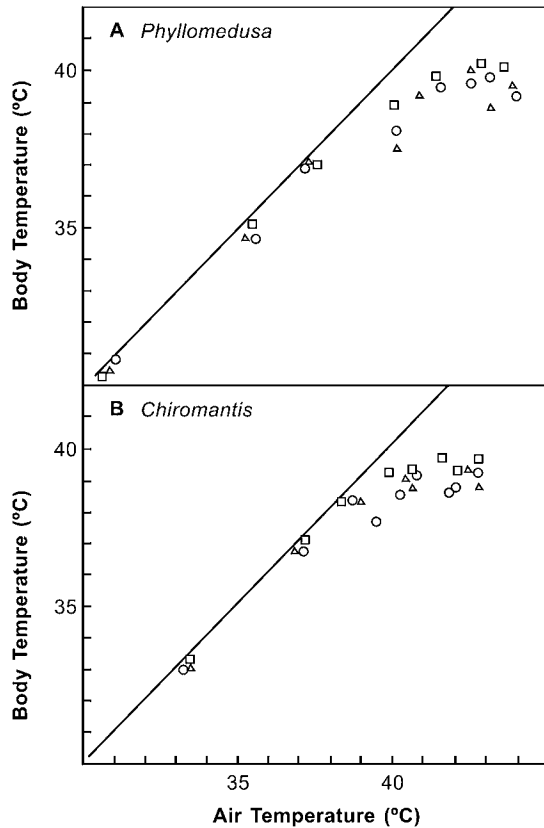 A Phyllomedusa
40
35
Body Temperature (ºC)
B Chiromantis
40
35
Body Temperature (ºC)
35 40
Air Temperature (ºC)